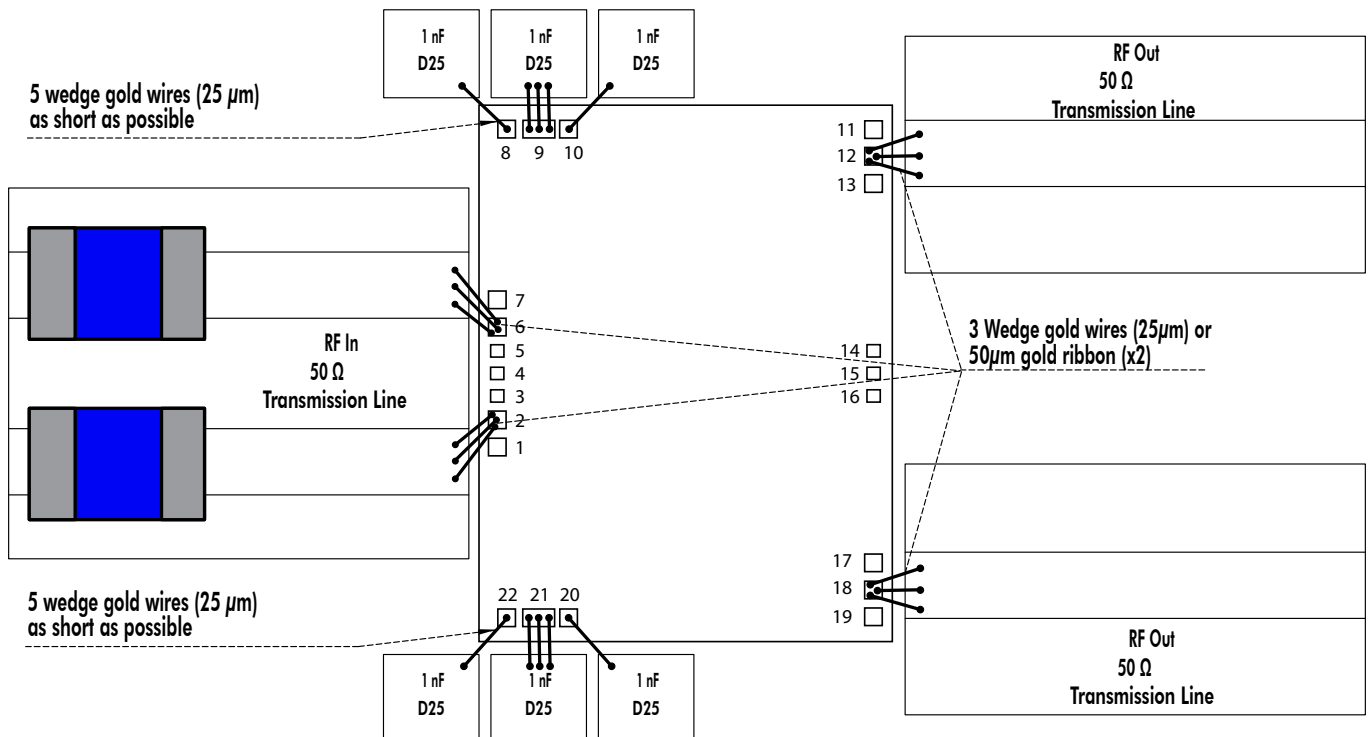 1 nF
D25
1 nF
D25
1 nF
D25
RF Out
50 Ω
Transmission Line
5 wedge gold wires (25 µm)
as short as possible
8
9
10
11
12
13
7
6
5
4
3
2
1
RF In
50 Ω
Transmission Line
14
15
16
3 Wedge gold wires (25µm) or
50µm gold ribbon (x2)
17
18
19
22
21
20
5 wedge gold wires (25 µm)
as short as possible
1 nF
D25
1 nF
D25
1 nF
D25
RF Out
50 Ω
Transmission Line